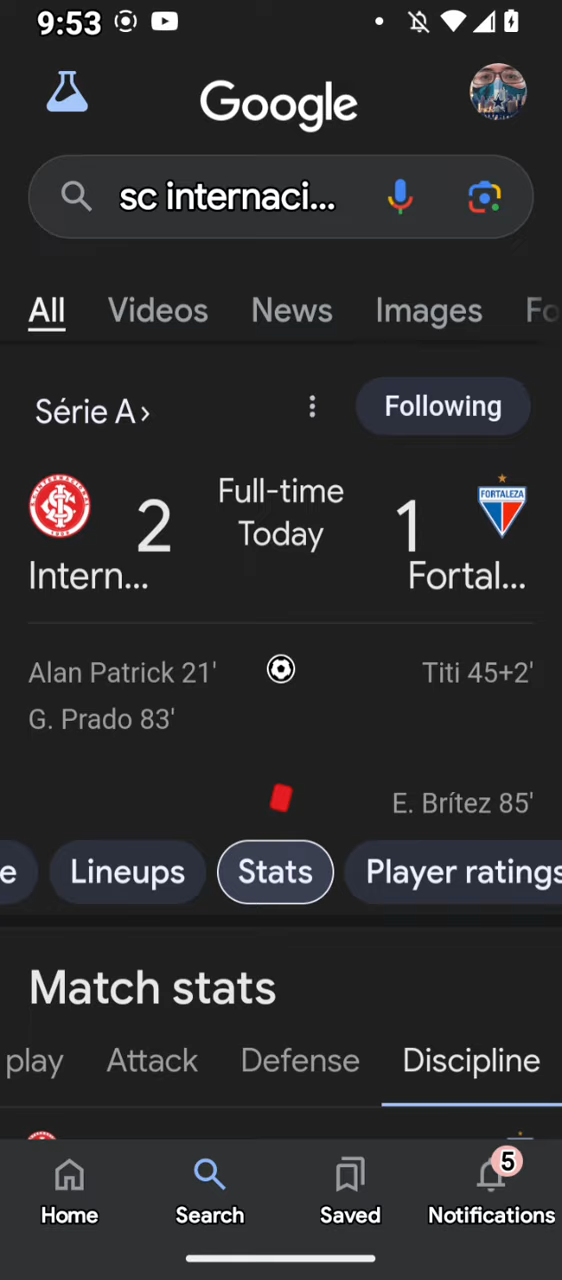 9:53
Google
sc internaci...
All Videos News Images Fo
Série A ›
Following
Full-time
Today
2
1
FORTALEZA
Intern...
Fortal...
Alan Patrick 21'
Titi 45+2'
G. Prado 83'
E. Brítez 85'
e Lineups Stats Player ratings
Match stats
play Attack Defense Discipline
5
Home Search Saved Notifications